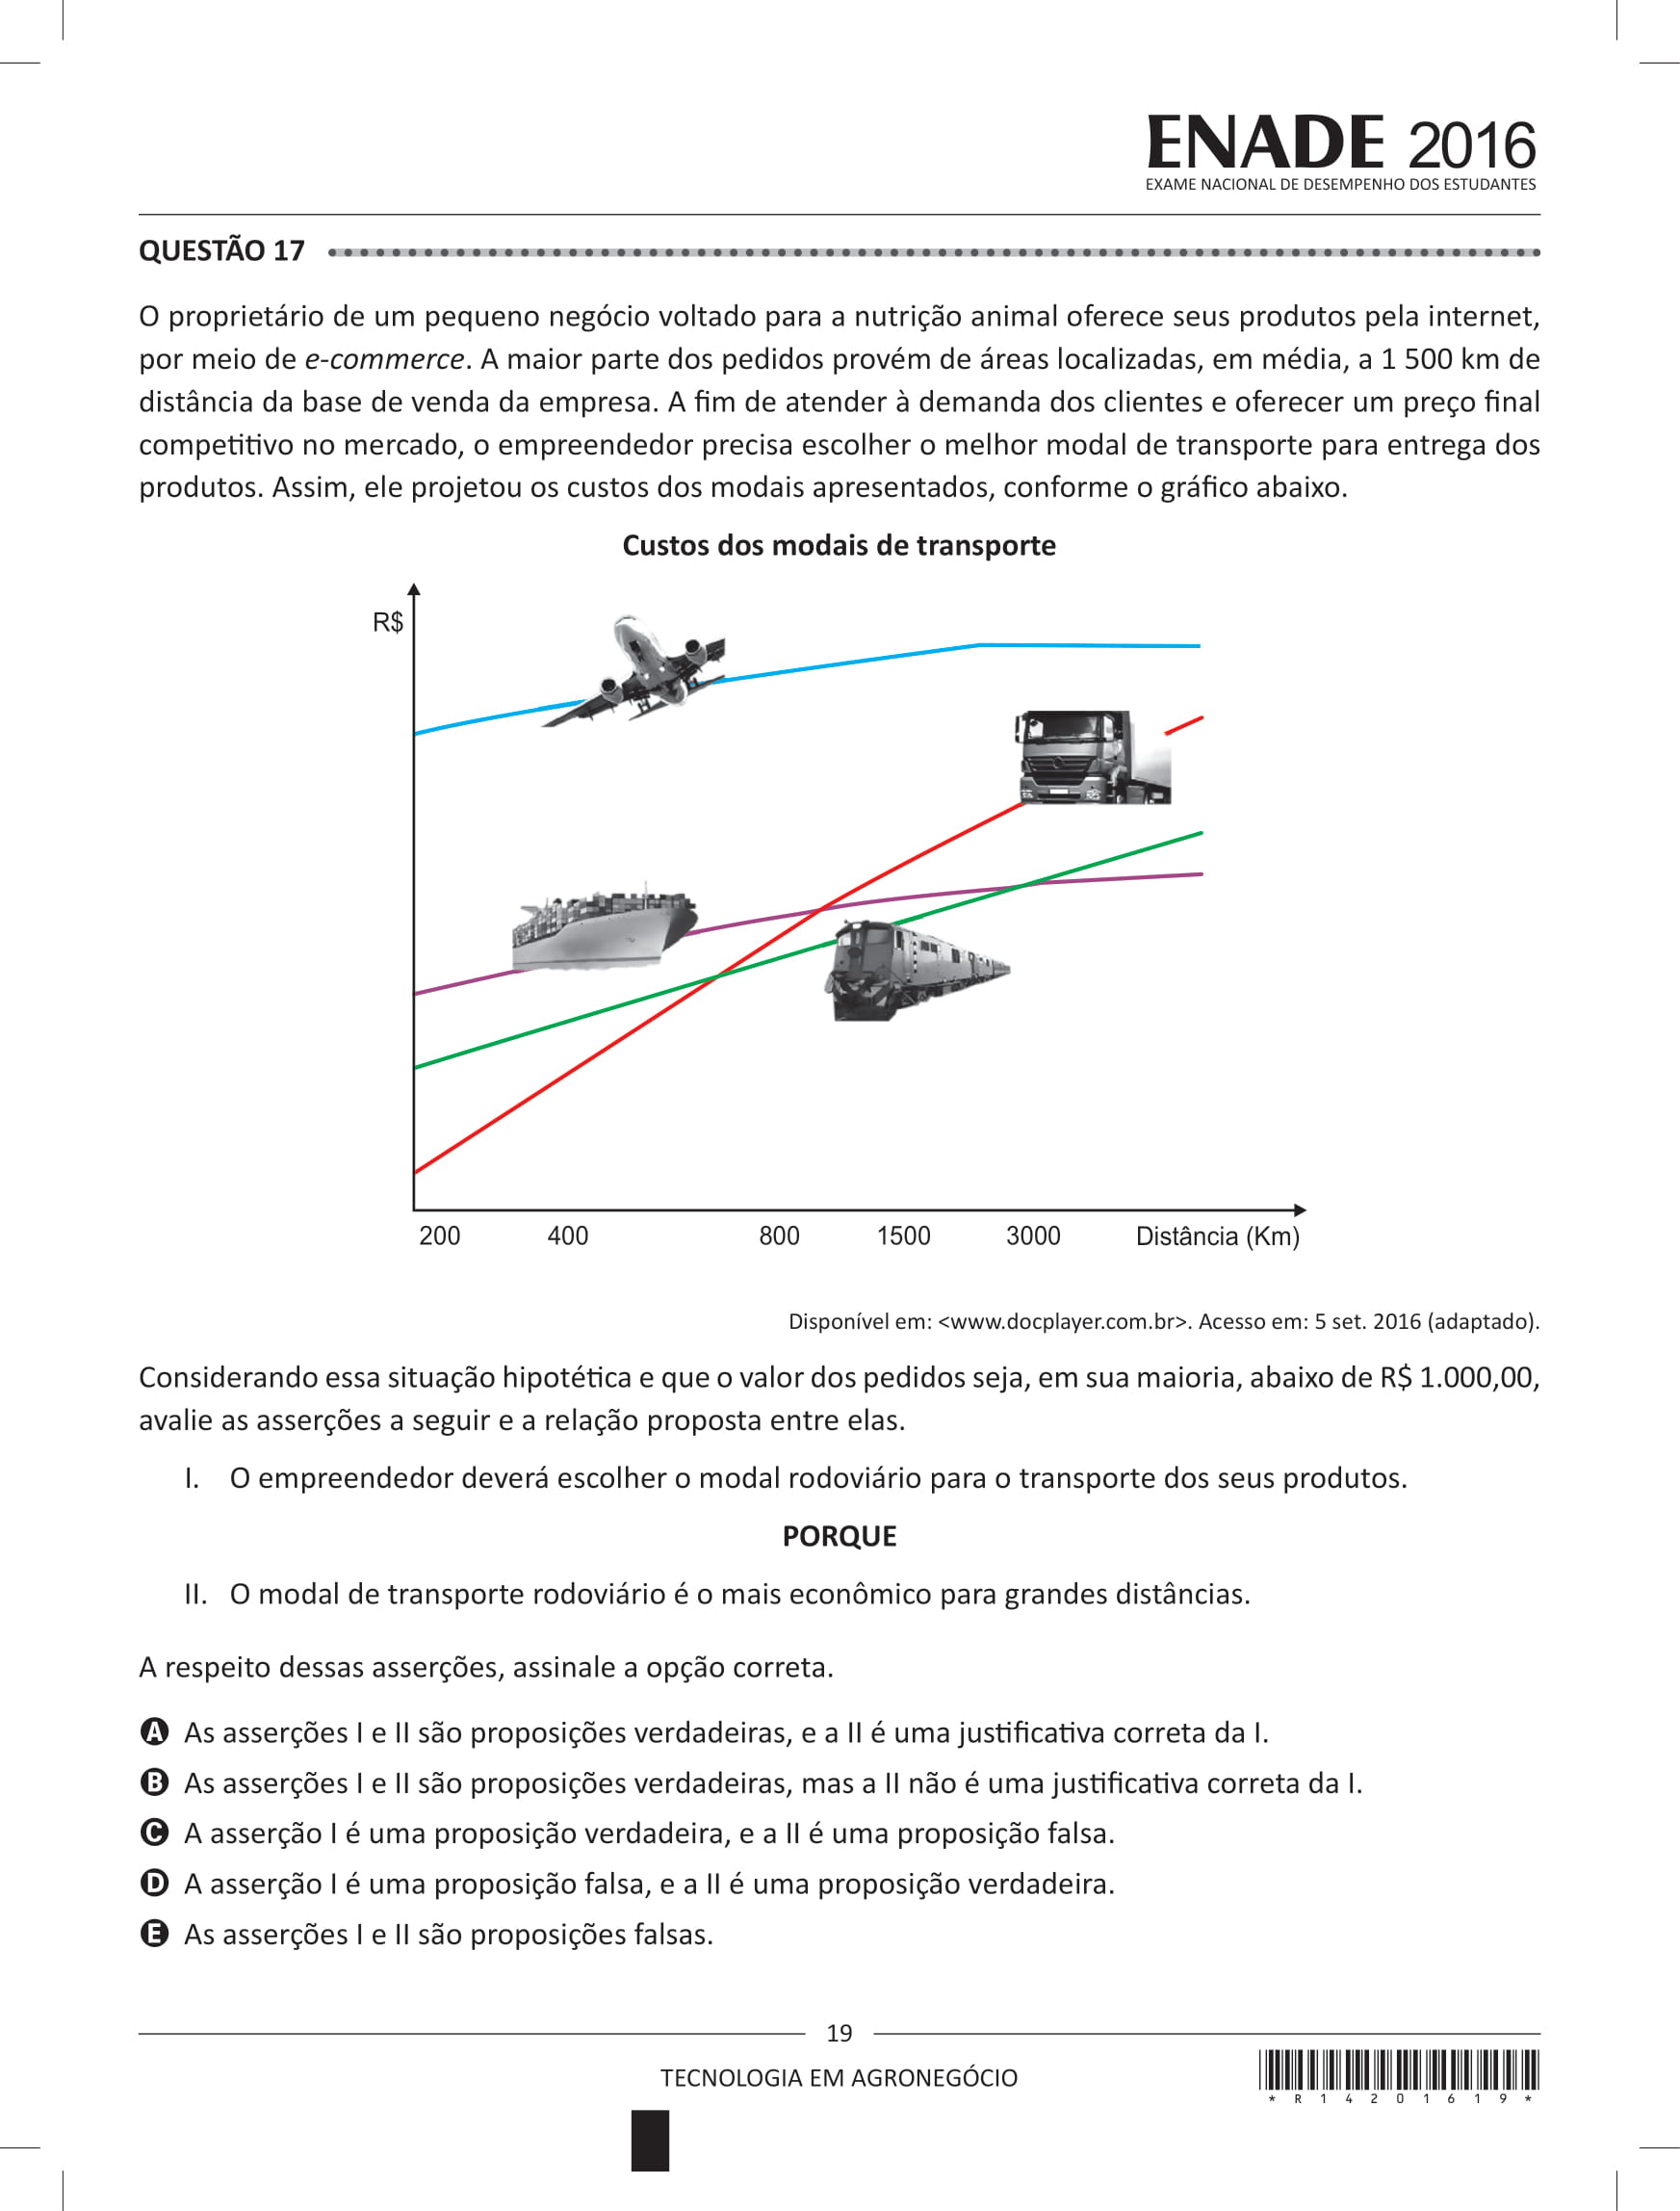 ENADE 2016
EXAME NACIONAL DE DESEMPENHO DOS ESTUDANTES
QUESTÃO 17
O proprietário de um pequeno negócio voltado para a nutrição animal oferece seus produtos pela internet,
por meio de e-commerce. A maior parte dos pedidos provém de áreas localizadas, em média, a 1 500 km de
distância da base de venda da empresa. A fim de atender à demanda dos clientes e oferecer um preço final
competitivo no mercado, o empreendedor precisa escolher o melhor modal de transporte para entrega dos
produtos. Assim, ele projetou os custos dos modais apresentados, conforme o gráfico abaixo.
Custos dos modais de transporte
R$
200 400 800 1500 3000 Distância (Km)
Disponível em: <www.docplayer.com.br>. Acesso em: 5 set. 2016 (adaptado).
Considerando essa situação hipotética e que o valor dos pedidos seja, em sua maioria, abaixo de R$ 1.000,00,
avalie as asserções a seguir e a relação proposta entre elas.
I. O empreendedor deverá escolher o modal rodoviário para o transporte dos seus produtos.
PORQUE
II. O modal de transporte rodoviário é o mais econômico para grandes distâncias.
A respeito dessas asserções, assinale a opção correta.
A As asserções I e II são proposições verdadeiras, e a II é uma justificativa correta da I.
B As asserções I e II são proposições verdadeiras, mas a II não é uma justificativa correta da I.
C A asserção I é uma proposição verdadeira, e a II é uma proposição falsa.
D A asserção I é uma proposição falsa, e a II é uma proposição verdadeira.
E As asserções I e II são proposições falsas.
19
TECNOLOGIA EM AGRONEGÓCIO
* R 1 4 2 0 1 6 1 9 *